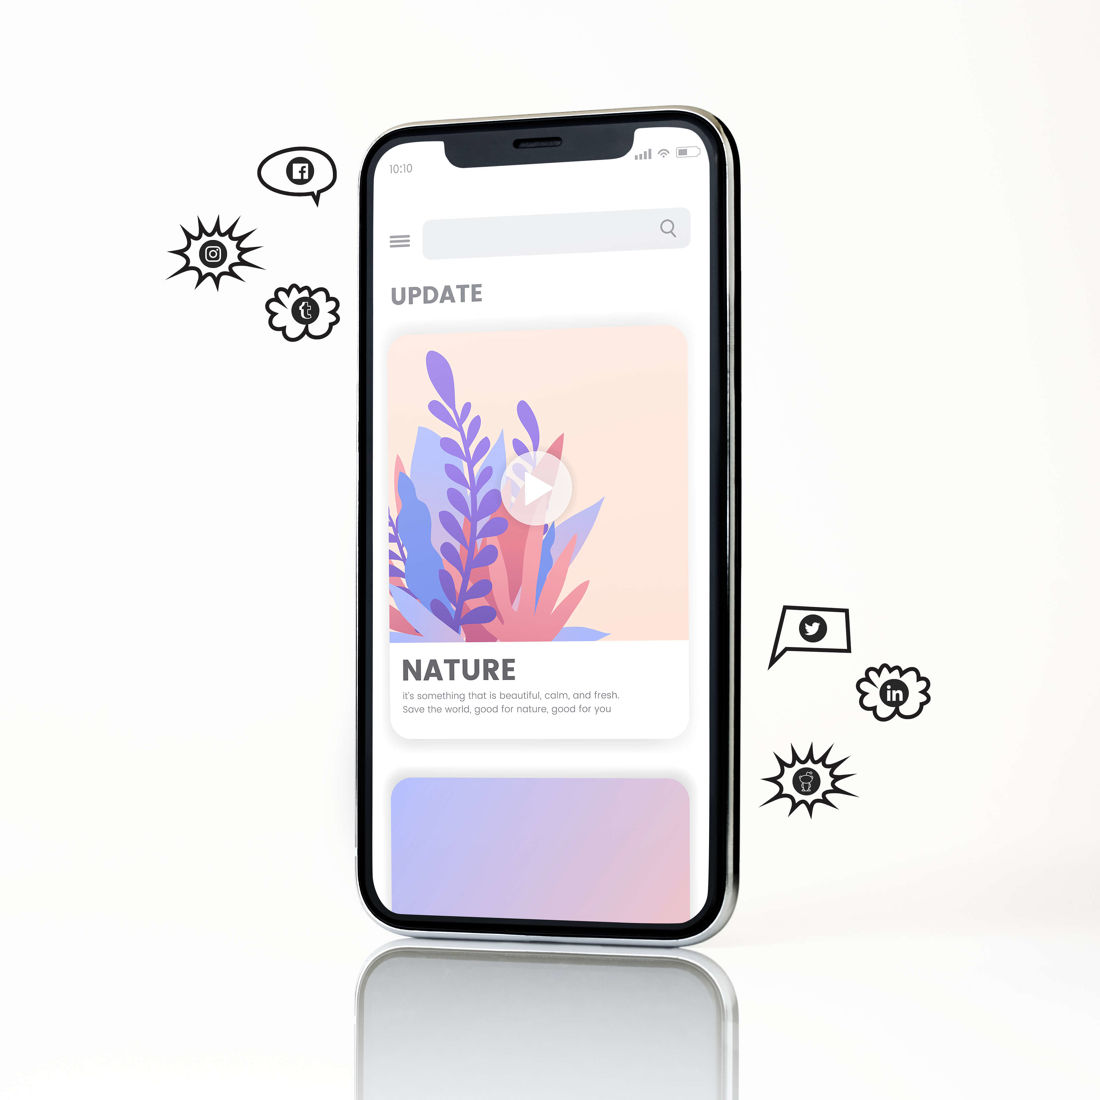 10:10
UPDATE
NATURE
it's something that is beautiful, calm, and fresh.
Save the world, good for nature, good for you
f
t
in